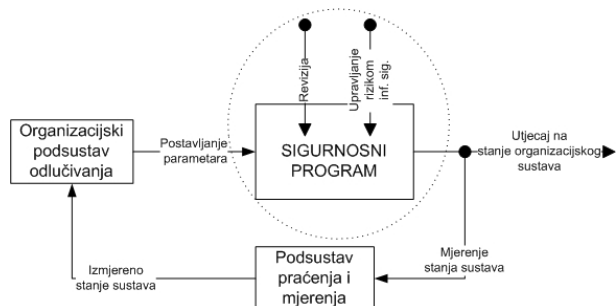 Revizija
Upravljanje
rizikom
inf. sig.
Organizacijski
podsustav
odlučivanja
Postavljanje
parametara
SIGURNOSNI
PROGRAM
Utjecaj na
stanje organizacijskog
sustava
Mjerenje
stanja sustava
Podsustav
praćenja i
mjerenja
Izmjereno
stanje sustava